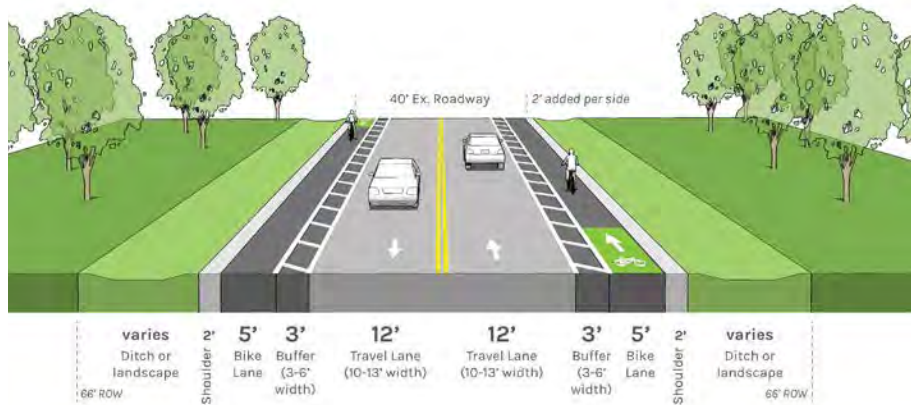 40' Ex. Roadway
2' added per side
varies
Ditch or
landscape
66' ROW
2'
Shoulder
5'
Bike
Lane
3'
Buffer
(3-6'
width)
12'
Travel Lane
(10-13' width)
12'
Travel Lane
(10-13' width)
3'
Buffer
(3-6'
width)
5'
Bike
Lane
2'
Shoulder
varies
Ditch or
landscape
66' ROW